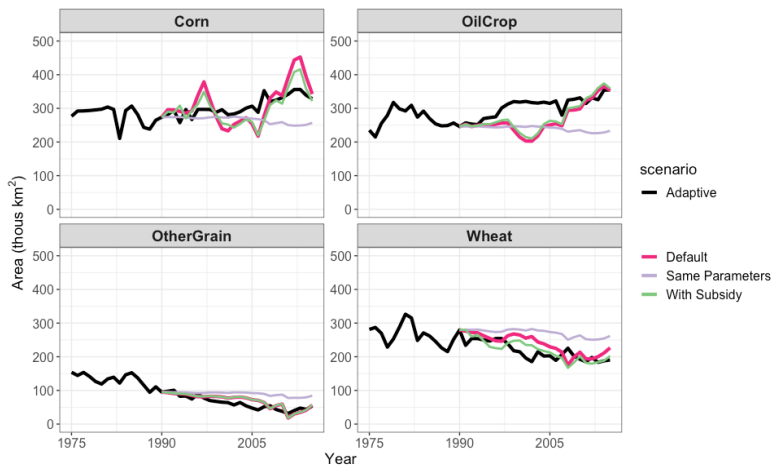 Corn
OilCrop
500
400
300
200
100
0
OtherGrain
Wheat
500
400
300
200
100
0
1975
1990
2005
1975
1990
2005
Year
Area (thous km²)
scenario
Adaptive
Default
Same Parameters
With Subsidy